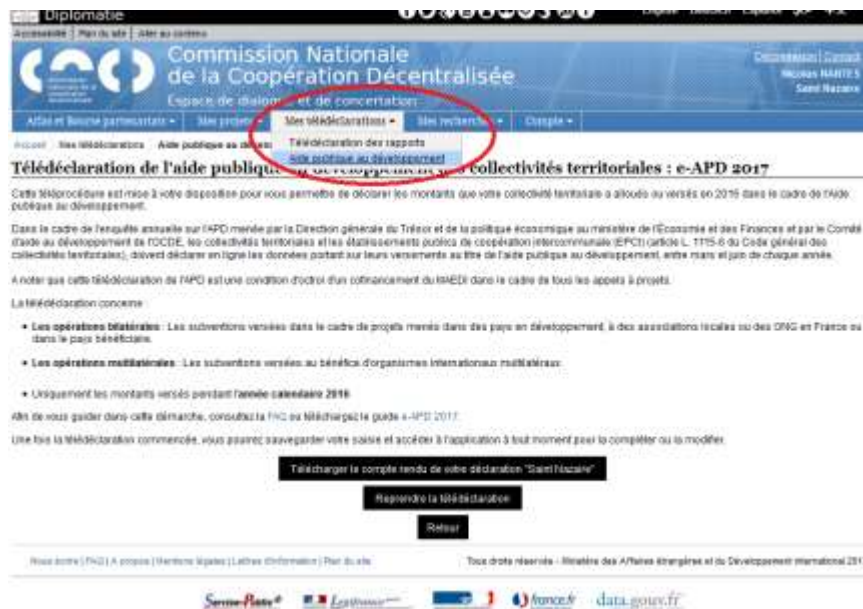 Diplomatie
English Deutsch Español
Accessibilité | Plan du site | Aller au contenu
Commission Nationale
de la Coopération Décentralisée
Espace de dialogue et de concertation
Déconnexion | Contact
Nicolas NANTES
Saint Nazaire
Atlas et Bourse partenariats Mes projets Mes télédéclarations Mes recherches Compte
Accueil Mes télédéclarations Aide publique au
Télédéclaration des rapports
Aide publique au développement
Télédéclaration de l'aide publique au développement des collectivités territoriales : e-APD 2017
Cette téléprocédure est mise à votre disposition pour vous permettre de déclarer les montants que votre collectivité territoriale a alloués ou versés en 2016 dans le cadre de l'Aide
publique au développement.
Dans le cadre de l'enquête annuelle sur l'APD menée par la Direction générale du Trésor et de la politique économique au ministère de l'Économie et des Finances et par le Comité
d'aide au développement de l'OCDE, les collectivités territoriales et les établissements publics de coopération intercommunale (EPCI) (article L. 1115-6 du Code général des
collectivités territoriales), doivent déclarer en ligne les données portant sur leurs versements au titre de l'aide publique au développement, entre mars et juin de chaque année.
A noter que cette télédéclaration de l'APD est une condition d'octroi d'un cofinancement du MAEDI dans le cadre de tous les appels à projets.
La télédéclaration concerne :
• Les opérations bilatérales : Les subventions versées dans le cadre de projets menés dans des pays en développement, à des associations locales ou des ONG en France ou
dans le pays bénéficiaire.
• Les opérations multilatérales : Les subventions versées au bénéfice d'organismes internationaux multilatéraux.
• Uniquement les montants versés pendant l'année calendaire 2016
Afin de vous guider dans cette démarche, consultez la FAQ ou téléchargez le guide e-APD 2017.
Une fois la télédéclaration commencée, vous pourrez sauvegarder votre saisie et accéder à l'application à tout moment pour la compléter ou la modifier.
Télécharger le compte rendu de votre déclaration "Saint Nazaire"
Reprendre la télédéclaration
Retour
Nous écrire | FAQ | A propos | Mentions légales | Lettres d'information | Plan du site
Tous droits réservés - Ministère des Affaires étrangères et du Développement international 201
Service-Public Legifrance france.fr data.gouv.fr